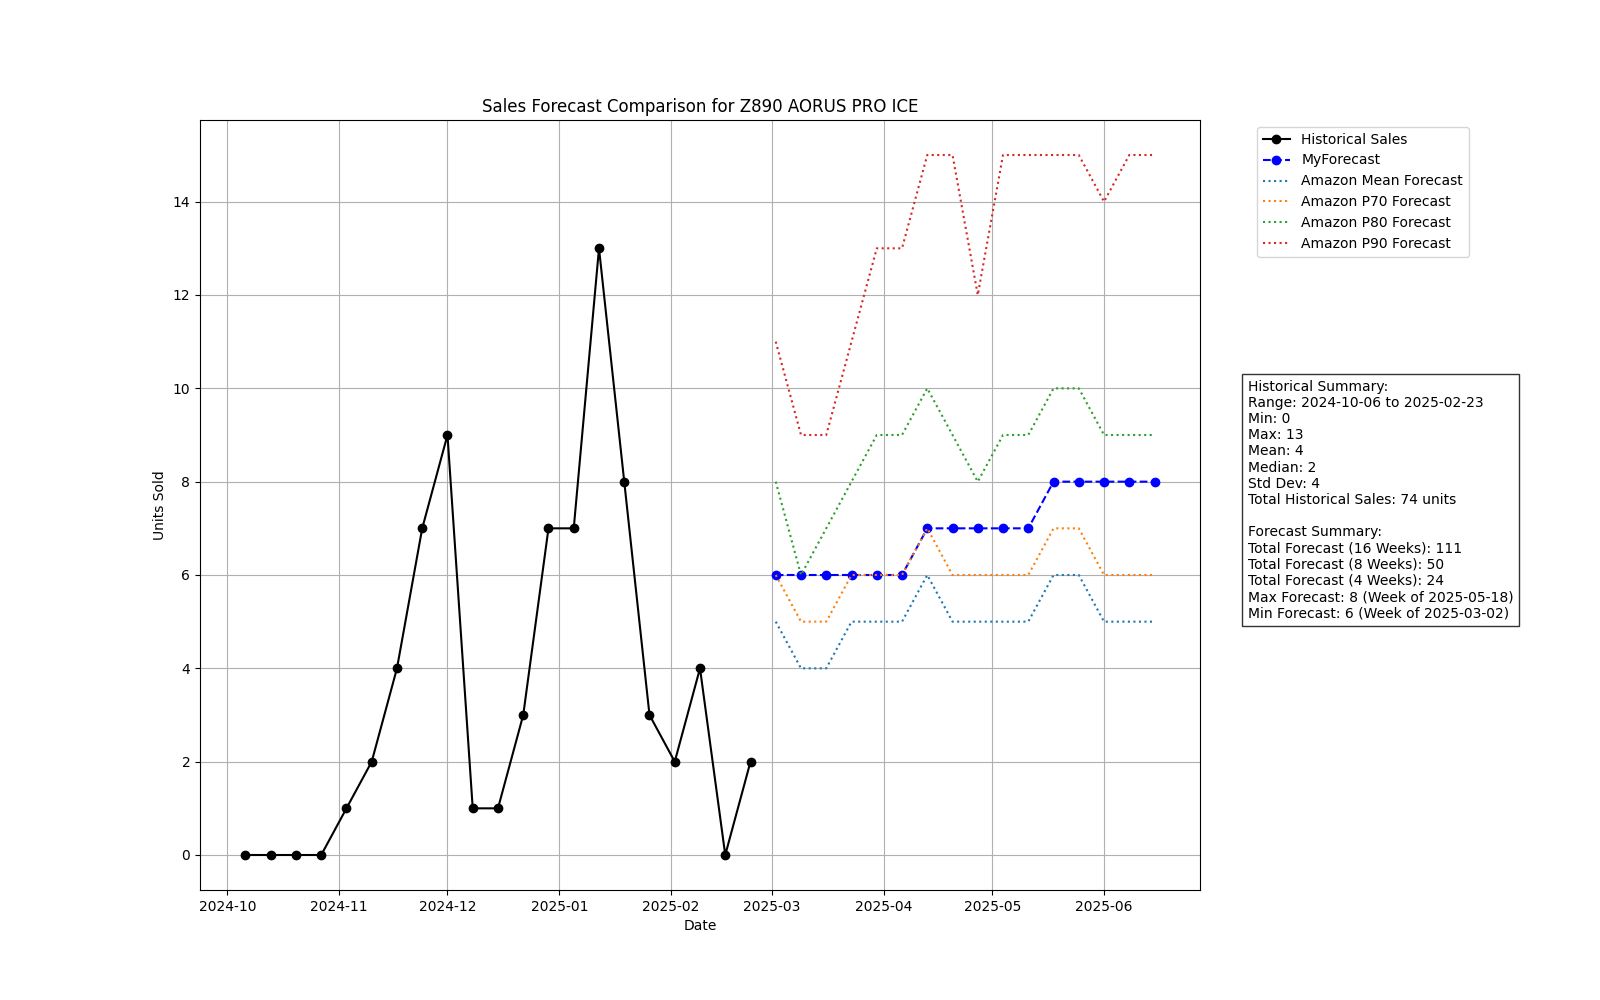 Sales Forecast Comparison for Z890 AORUS PRO ICE
Units Sold
14
12
10
8
6
4
2
0
2024-10
2024-11
2024-12
2025-01
2025-02
2025-03
2025-04
2025-05
2025-06
Date
Historical Sales
MyForecast
Amazon Mean Forecast
Amazon P70 Forecast
Amazon P80 Forecast
Amazon P90 Forecast
Historical Summary:
Range: 2024-10-06 to 2025-02-23
Min: 0
Max: 13
Mean: 4
Median: 2
Std Dev: 4
Total Historical Sales: 74 units
Forecast Summary:
Total Forecast (16 Weeks): 111
Total Forecast (8 Weeks): 50
Total Forecast (4 Weeks): 24
Max Forecast: 8 (Week of 2025-05-18)
Min Forecast: 6 (Week of 2025-03-02)